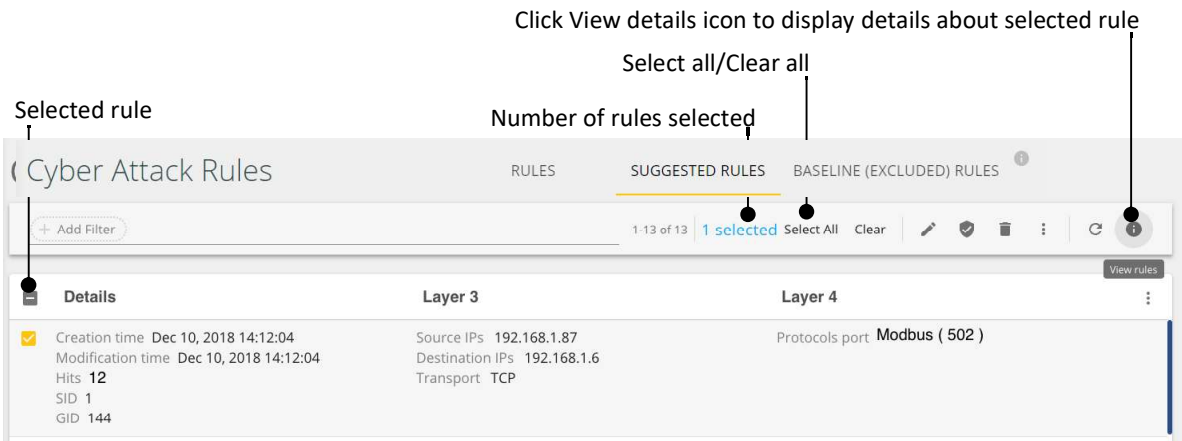 Click View details icon to display details about selected rule
Select all/Clear all
Selected rule
Number of rules selected
( Cyber Attack Rules RULES SUGGESTED RULES BASELINE (EXCLUDED) RULES i
+ Add Filter 1-13 of 13 1 selected Select All Clear
View rules
Details Layer 3 Layer 4
Creation time Dec 10, 2018 14:12:04 Source IPs 192.168.1.87 Protocols port Modbus ( 502 )
Modification time Dec 10, 2018 14:12:04 Destination IPs 192.168.1.6
Hits 12 Transport TCP
SID 1
GID 144